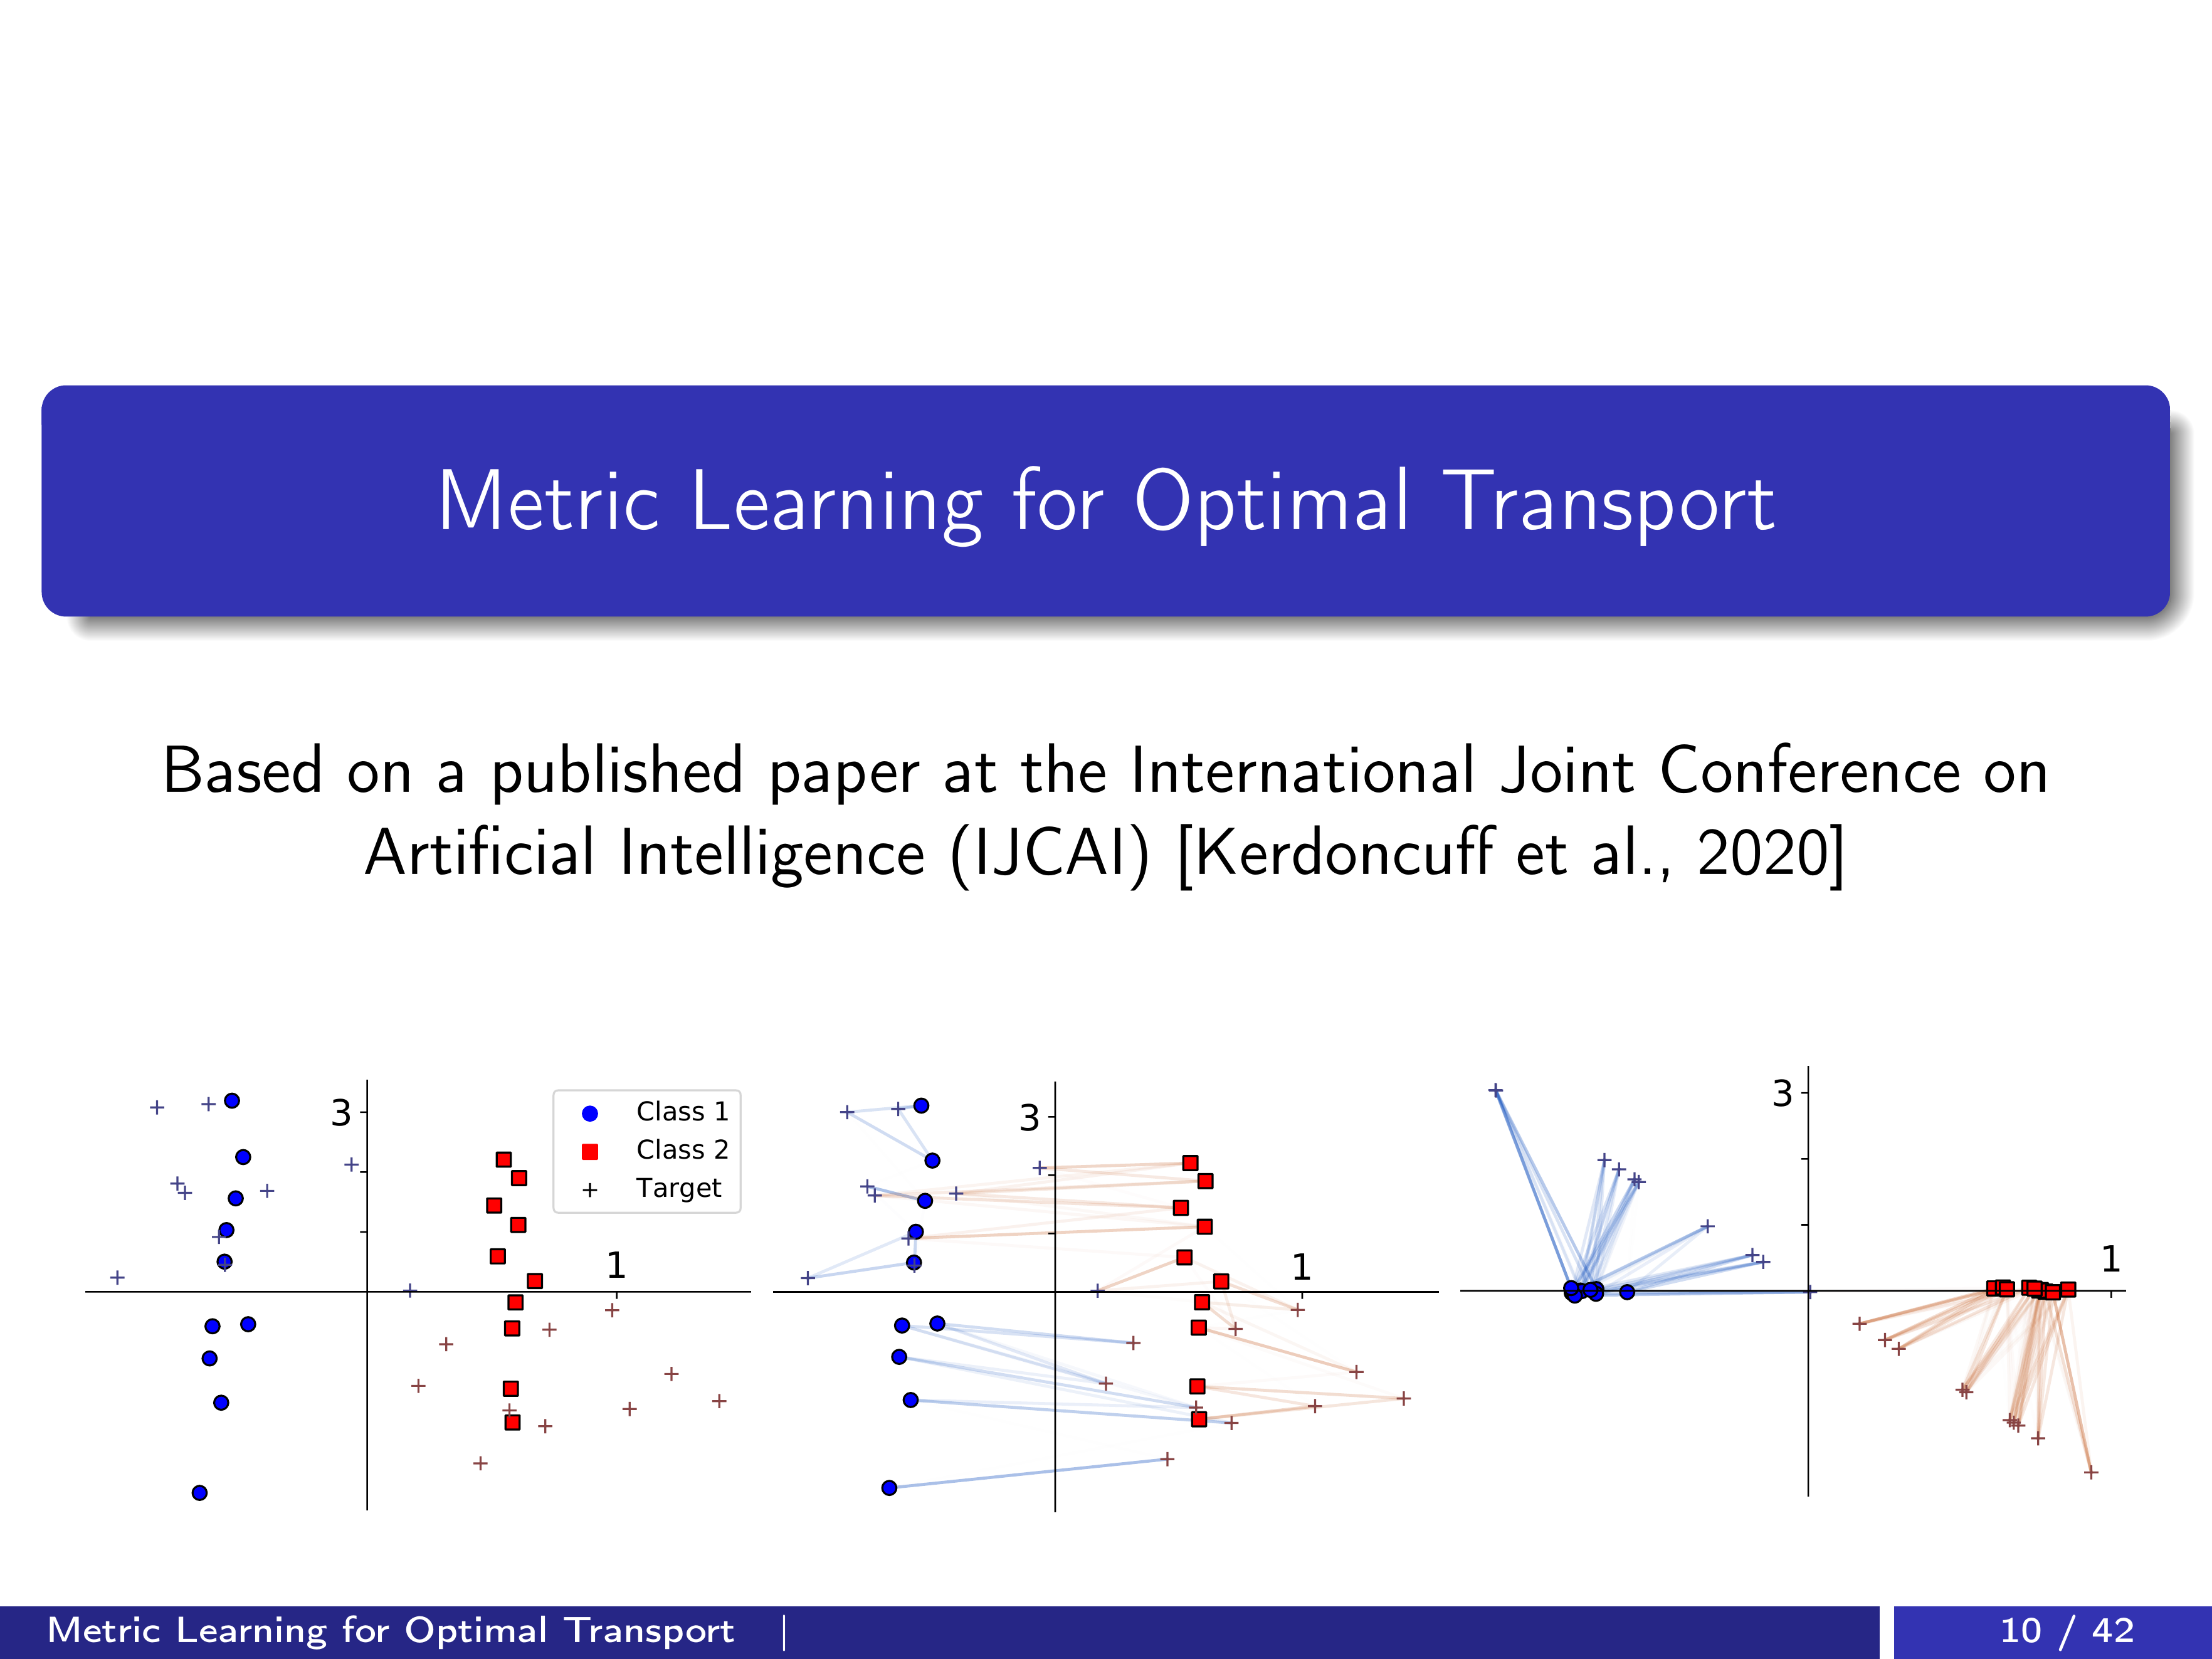 Metric Learning for Optimal Transport
Based on a published paper at the International Joint Conference on
Artificial Intelligence (IJCAI) [Kerdoncuff et al., 2020]
3
1
Class 1
Class 2
Target
3
1
3
1
Metric Learning for Optimal Transport |
10 / 42